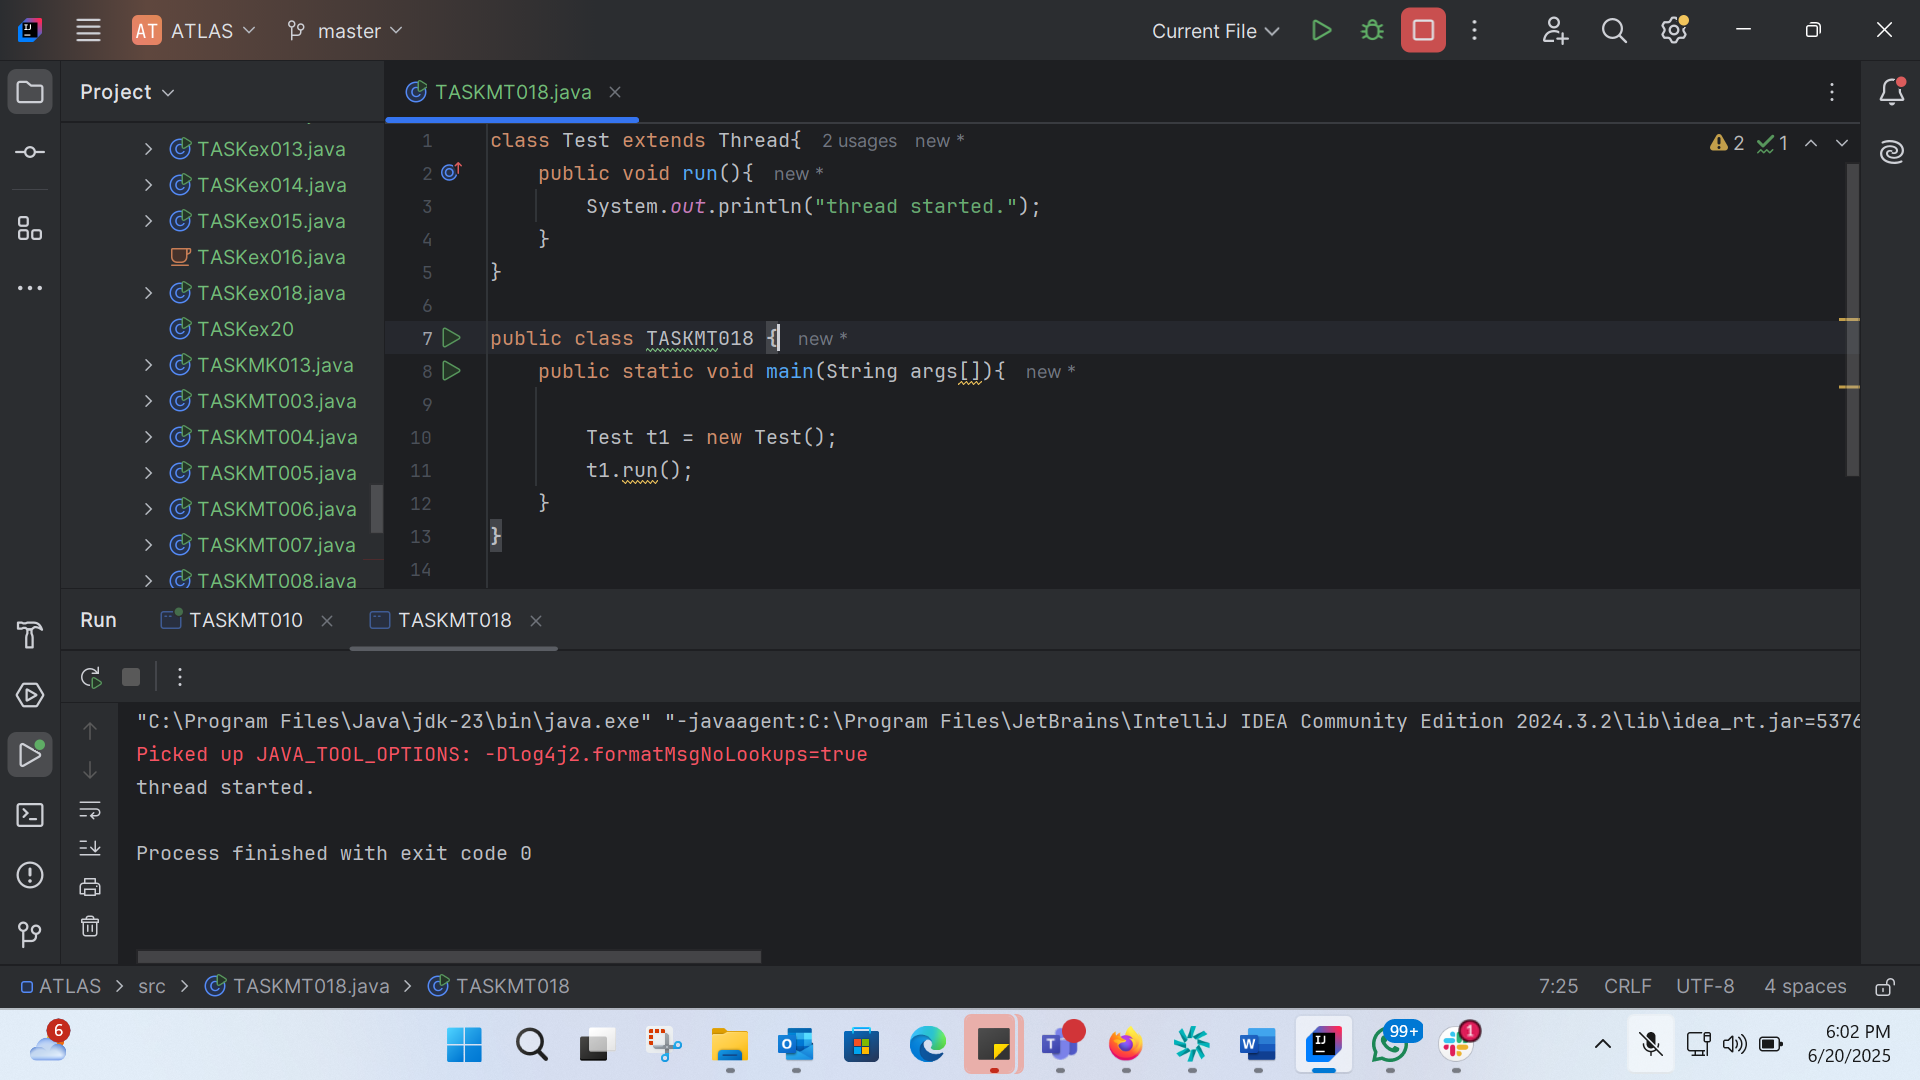 AT ATLAS master Current File
Project
TASKMT018.java
TASKex013.java
TASKex014.java
TASKex015.java
TASKex016.java
TASKex018.java
TASKex20
TASKMK013.java
TASKMT003.java
TASKMT004.java
TASKMT005.java
TASKMT006.java
TASKMT007.java
TASKMT008.java
1 class Test extends Thread{ 2 usages new *
2 public void run(){ new *
3 System.out.println("thread started.");
4 }
5 }
6
7 public class TASKMT018 { new *
8 public static void main(String args[]){ new *
9
10 Test t1 = new Test();
11 t1.run();
12 }
13 }
14
2 1
Run TASKMT010 TASKMT018
"C:\Program Files\Java\jdk-23\bin\java.exe" "-javaagent:C:\Program Files\JetBrains\IntelliJ IDEA Community Edition 2024.3.2\lib\idea_rt.jar=5376
Picked up JAVA_TOOL_OPTIONS: -Dlog4j2.formatMsgNoLookups=true
thread started.
Process finished with exit code 0
ATLAS > src > TASKMT018.java > TASKMT018 7:25 CRLF UTF-8 4 spaces
6
99+
1
6:02 PM
6/20/2025